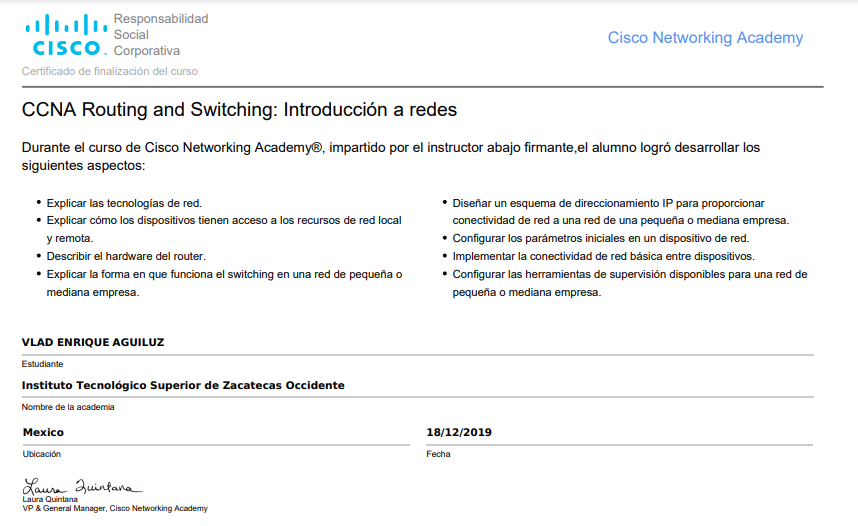 Responsabilidad
Social
CISCO. Corporativa
Cisco Networking Academy
Certificado de finalización del curso
CCNA Routing and Switching: Introducción a redes
Durante el curso de Cisco Networking Academy®, impartido por el instructor abajo firmante,el alumno logró desarrollar los
siguientes aspectos:
• Explicar las tecnologías de red.
• Explicar cómo los dispositivos tienen acceso a los recursos de red local
y remota.
• Describir el hardware del router.
• Explicar la forma en que funciona el switching en una red de pequeña o
mediana empresa.
• Diseñar un esquema de direccionamiento IP para proporcionar
conectividad de red a una red de una pequeña o mediana empresa.
• Configurar los parámetros iniciales en un dispositivo de red.
• Implementar la conectividad de red básica entre dispositivos.
• Configurar las herramientas de supervisión disponibles para una red de
pequeña o mediana empresa.
VLAD ENRIQUE AGUILUZ
Estudiante
Instituto Tecnológico Superior de Zacatecas Occidente
Nombre de la academia
Mexico
Ubicación
18/12/2019
Fecha
Laura Quintana
Laura Quintana
VP & General Manager, Cisco Networking Academy